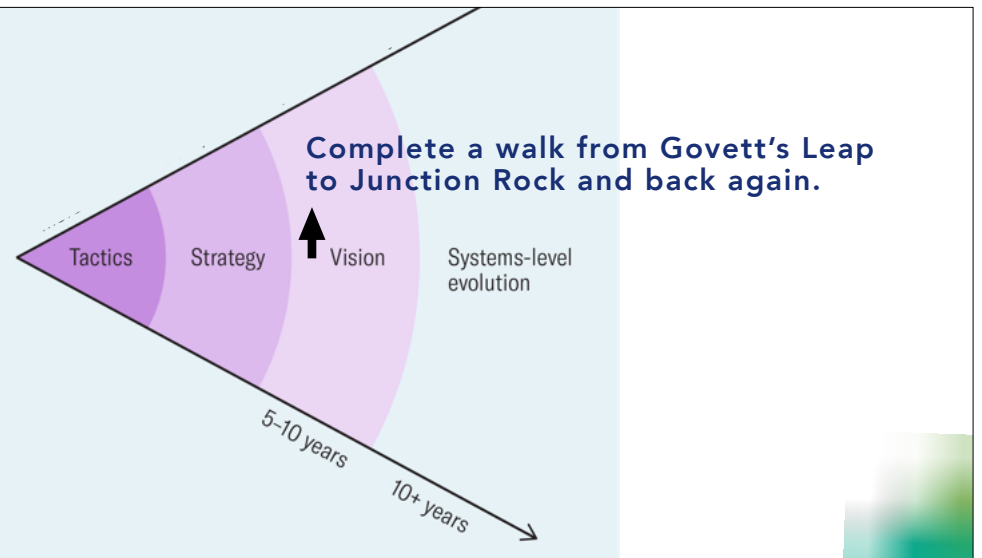 Complete a walk from Govett’s Leap
to Junction Rock and back again.
Tactics
Strategy
Vision
Systems-level
evolution
5–10 years
10+ years